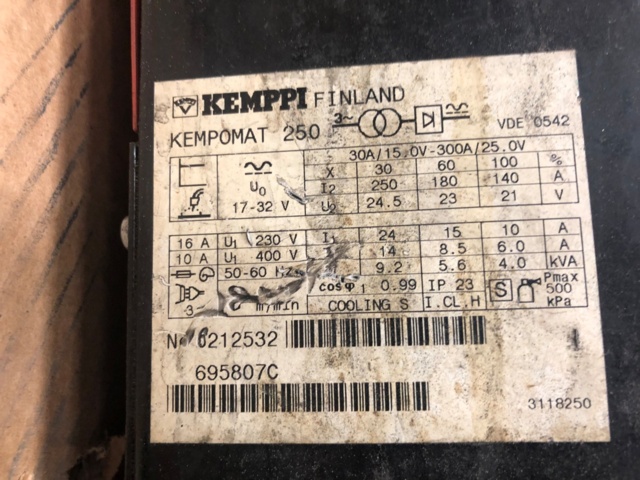 KEMPPI FINLAND
KEMPOMAT 250 3~ VDE 0542
30A/15.0V-300A/25.0V
X 30 60 100 %
I2 250 180 140 A
U0 U2 24.5 23 21 V
17-32 V
16 A U1 230 V I1 24 15 10 A
10 A U1 400 V 14 8.5 6.0 A
50-60 Hz 9.2 5.6 4.0 kVA
cosφ1 0.99 IP 23 S Pmax 500 kPa
-3 m/min COOLING S I.CL.H
No 6212532
695807C
3118250